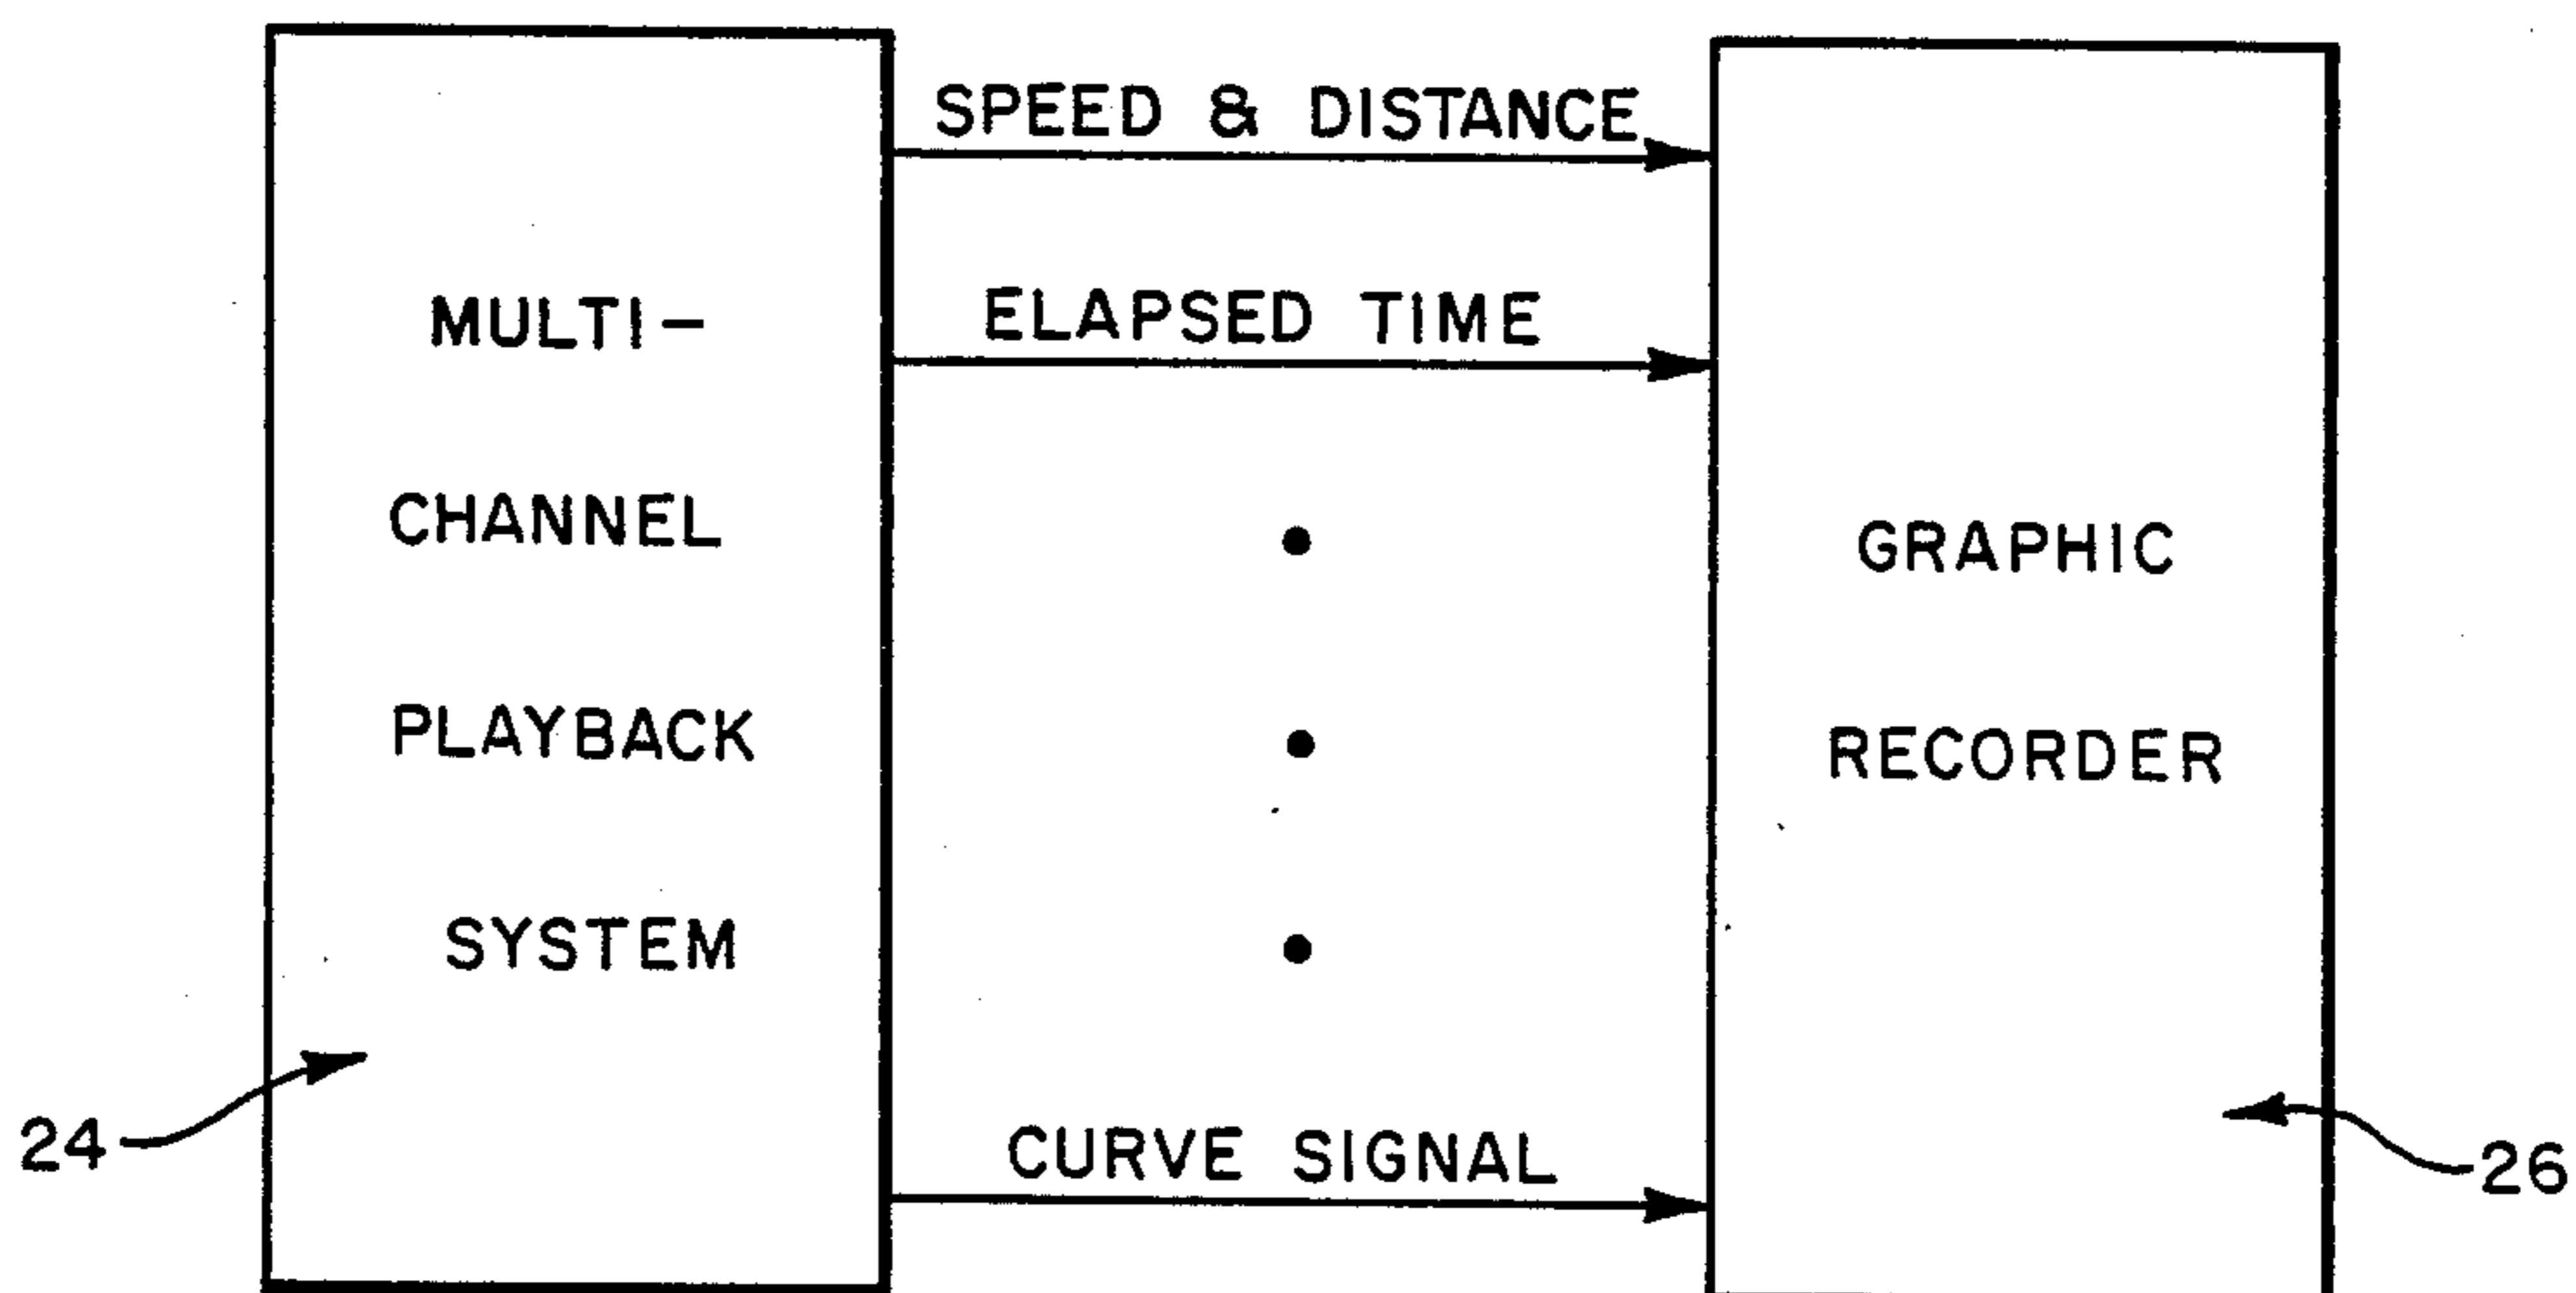 SPEED & DISTANCE
MULTI-
ELAPSED TIME
CHANNEL
GRAPHIC
PLAYBACK
RECORDER
SYSTEM
24
CURVE SIGNAL
26